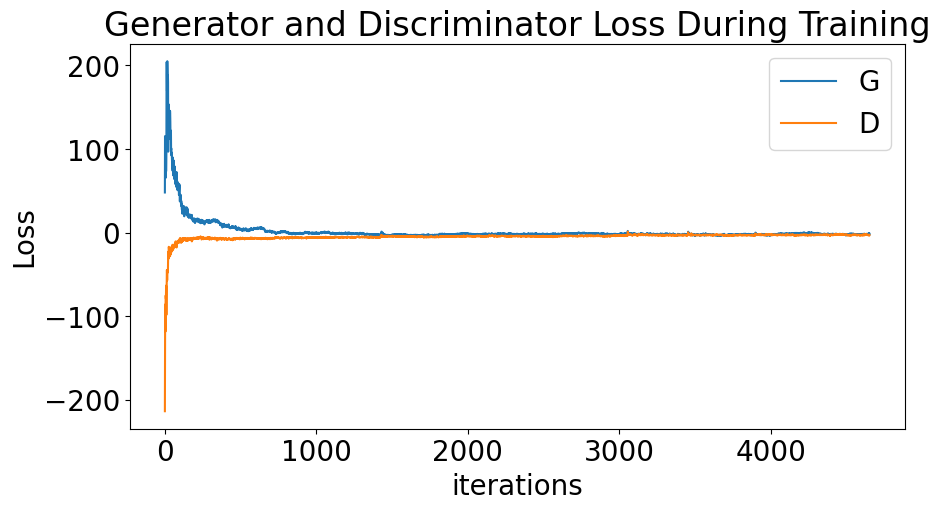 Generator and Discriminator Loss During Training
G
D
200
100
0
−100
−200
Loss
0
1000
2000
3000
4000
iterations